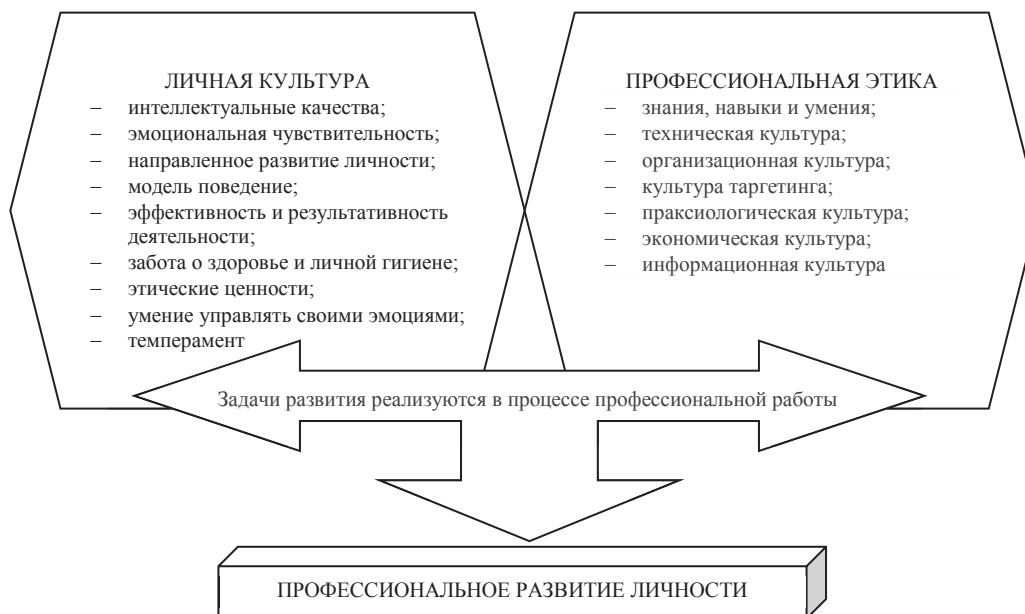 ЛИЧНАЯ КУЛЬТУРА
– интеллектуальные качества;
– эмоциональная чувствительность;
– направленное развитие личности;
– модель поведение;
– эффективность и результативность
деятельности;
– забота о здоровье и личной гигиене;
– этические ценности;
– умение управлять своими эмоциями;
– темперамент
ПРОФЕССИОНАЛЬНАЯ ЭТИКА
– знания, навыки и умения;
– техническая культура;
– организационная культура;
– культура таргетинга;
– праксиологическая культура;
– экономическая культура;
– информационная культура
Задачи развития реализуются в процессе профессиональной работы
ПРОФЕССИОНАЛЬНОЕ РАЗВИТИЕ ЛИЧНОСТИ